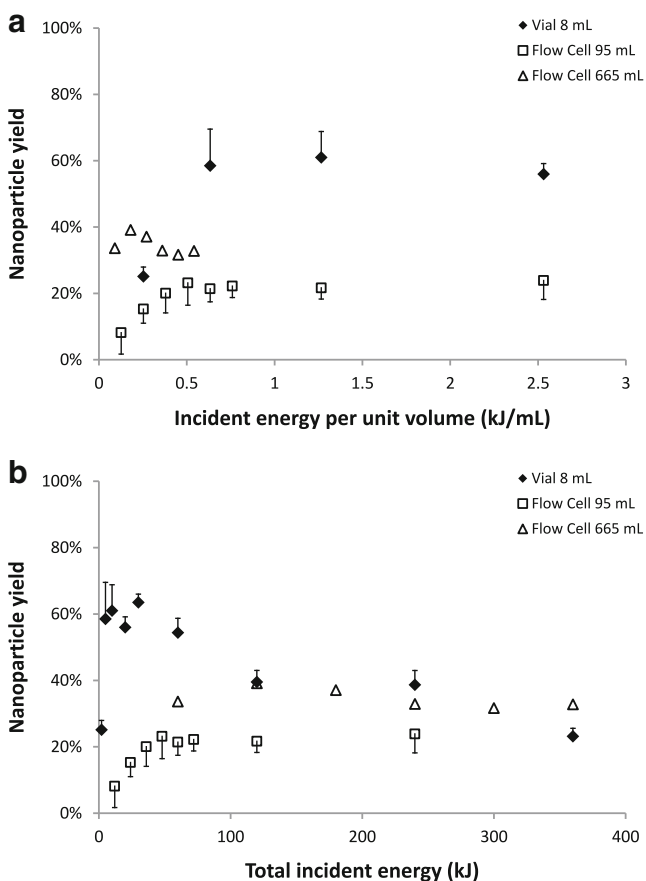 a
100%
80%
60%
40%
20%
0%
Nanoparticle yield
Vial 8 mL
Flow Cell 95 mL
Flow Cell 665 mL
0 0.5 1 1.5 2 2.5 3
Incident energy per unit volume (kJ/mL)
b
100%
80%
60%
40%
20%
0%
Nanoparticle yield
Vial 8 mL
Flow Cell 95 mL
Flow Cell 665 mL
0 100 200 300 400
Total incident energy (kJ)